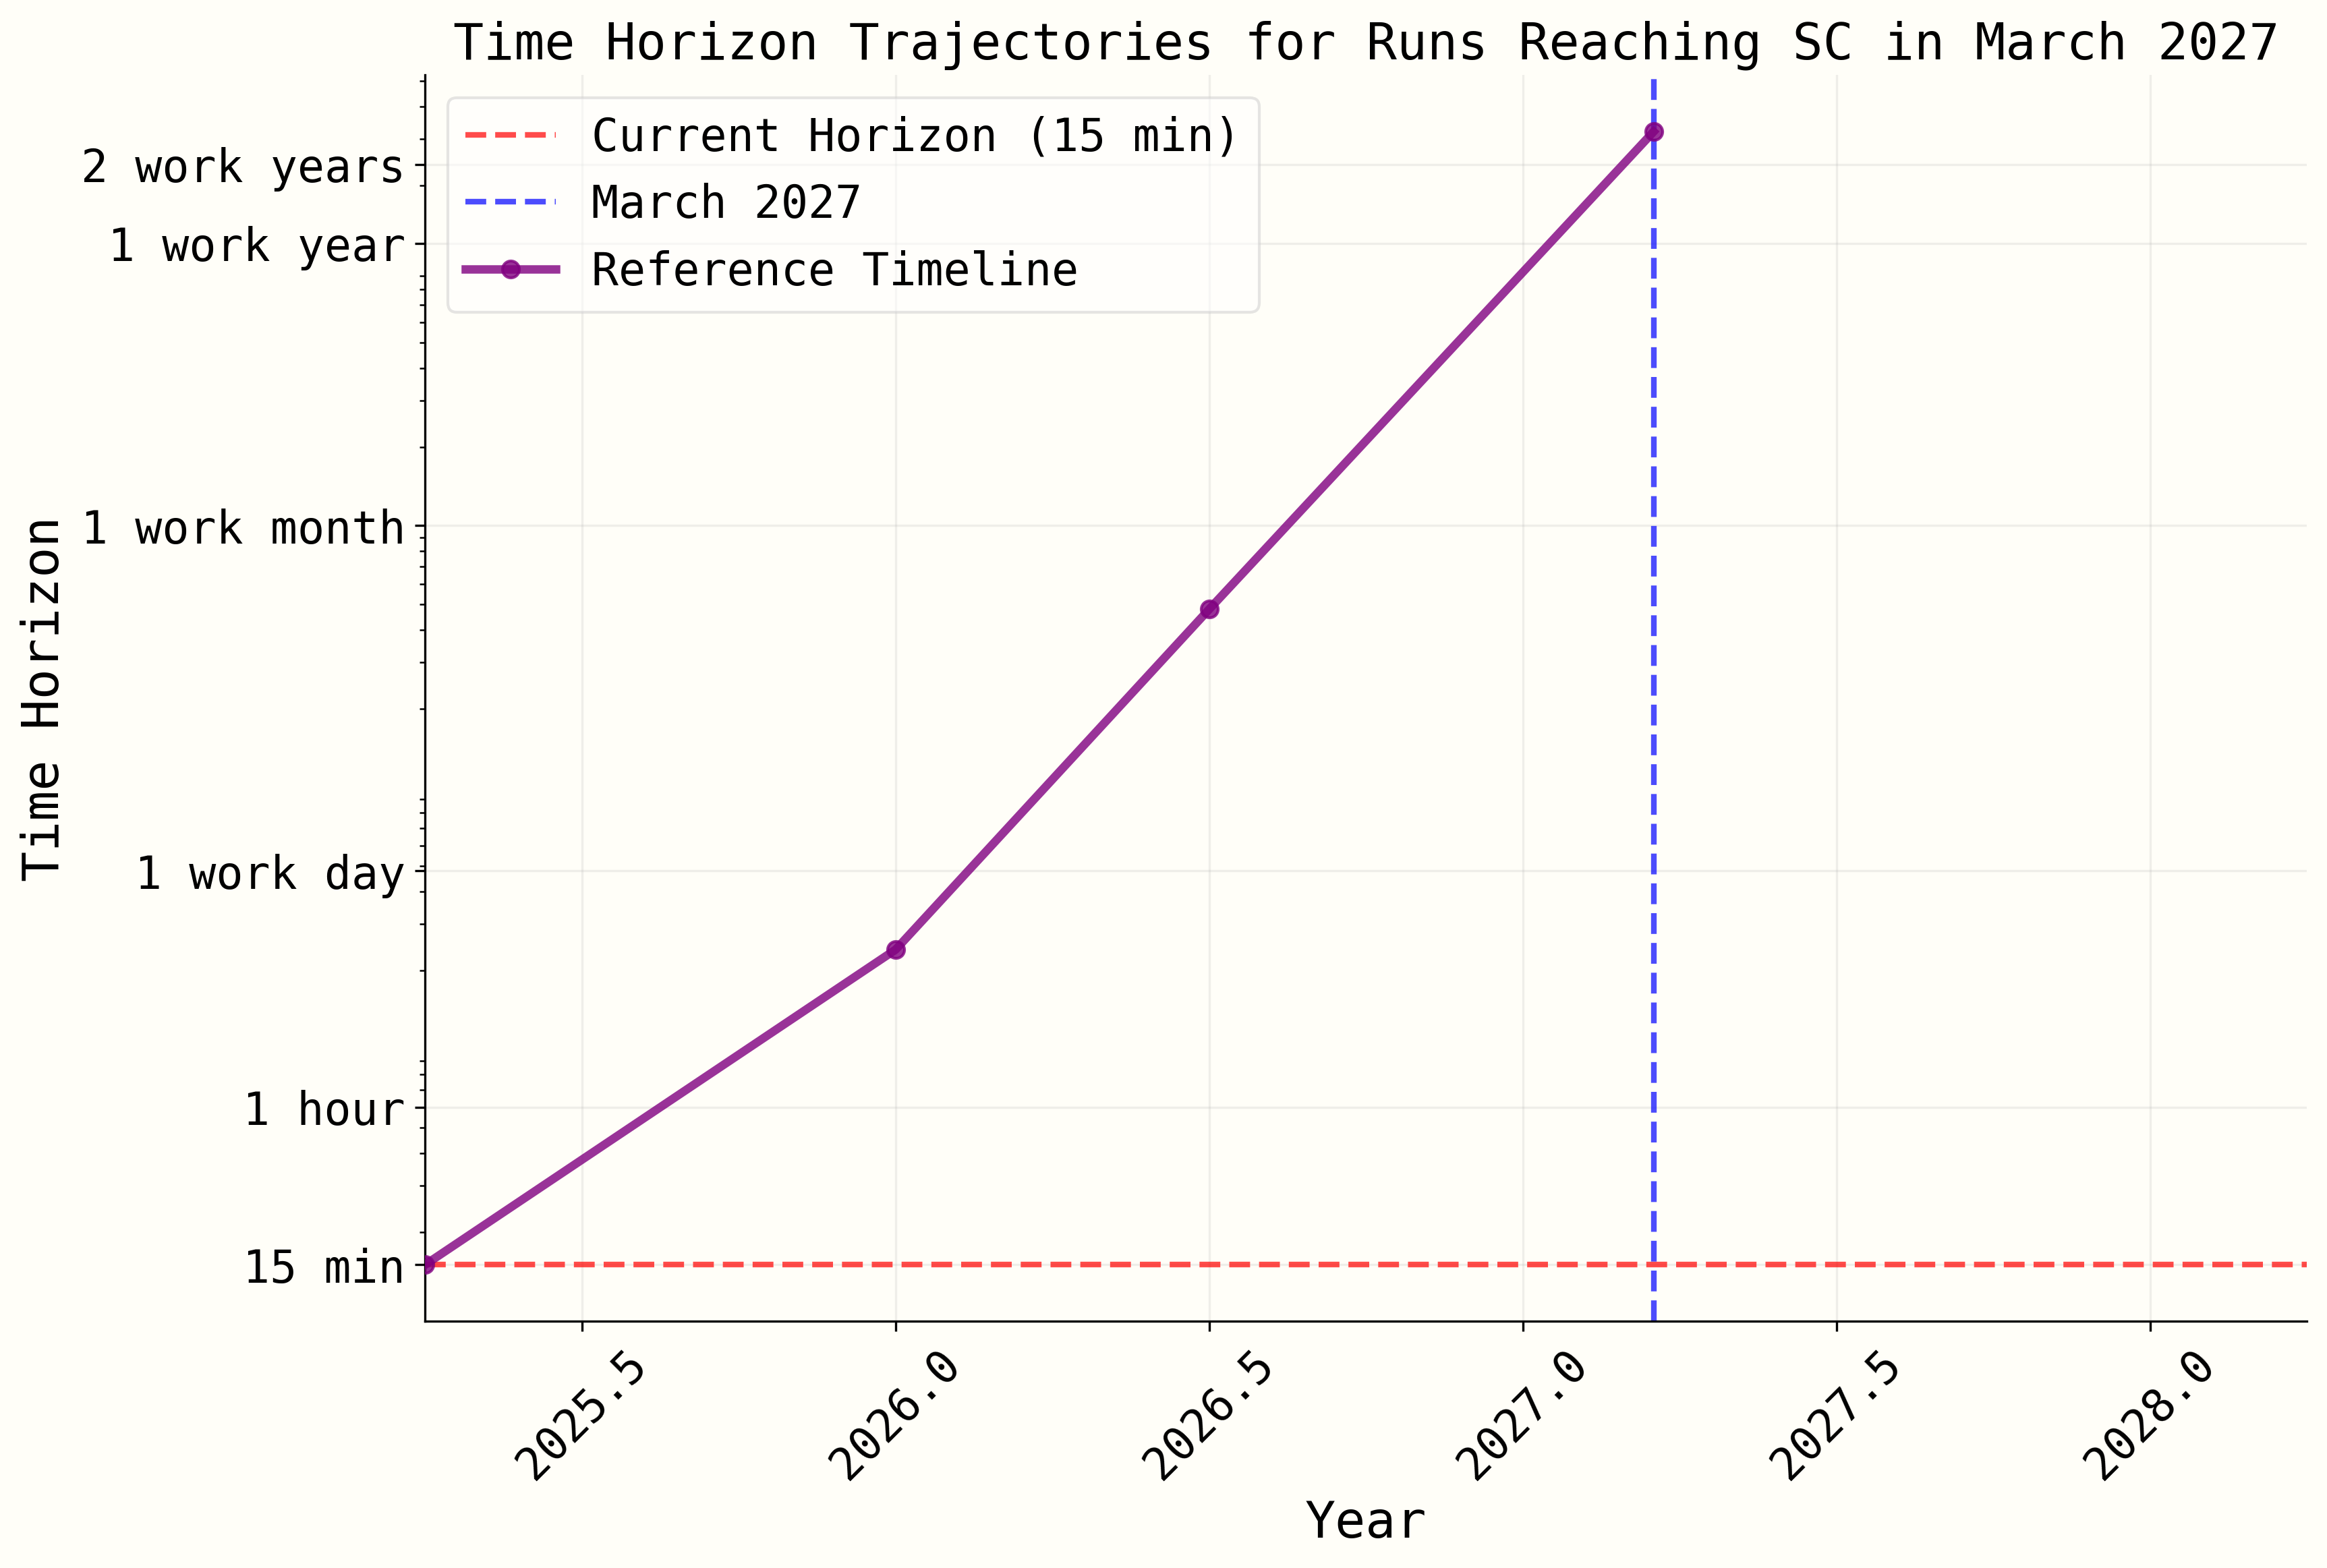 Time Horizon Trajectories for Runs Reaching SC in March 2027
Current Horizon (15 min)
March 2027
Reference Timeline
Time Horizon
2 work years
1 work year
1 work month
1 work day
1 hour
15 min
2025.5
2026.0
2026.5
2027.0
2027.5
2028.0
Year